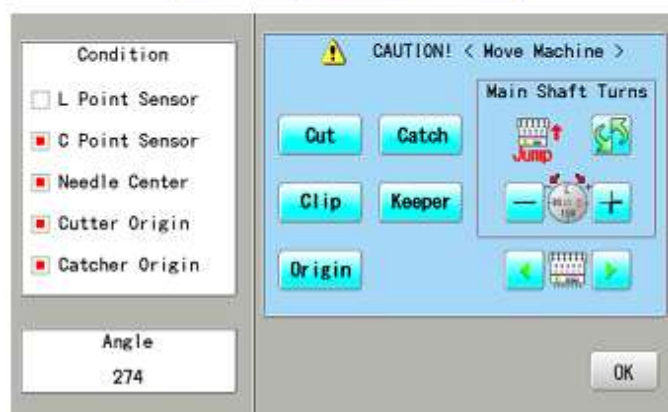 Condition
L Point Sensor
C Point Sensor
Needle Center
Cutter Origin
Catcher Origin
Angle
274
CAUTION! < Move Machine >
Main Shaft Turns
Cut
Catch
Jump
Clip
Keeper
Origin
OK